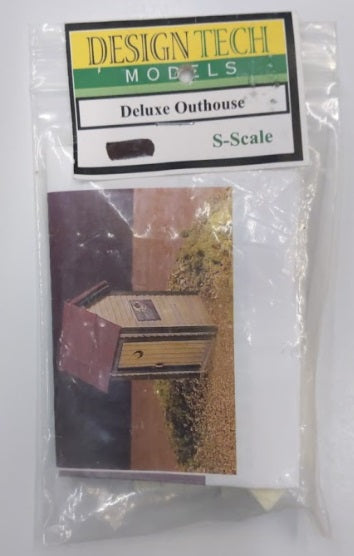 DESIGN TECH
MODELS
Deluxe Outhouse
S-Scale